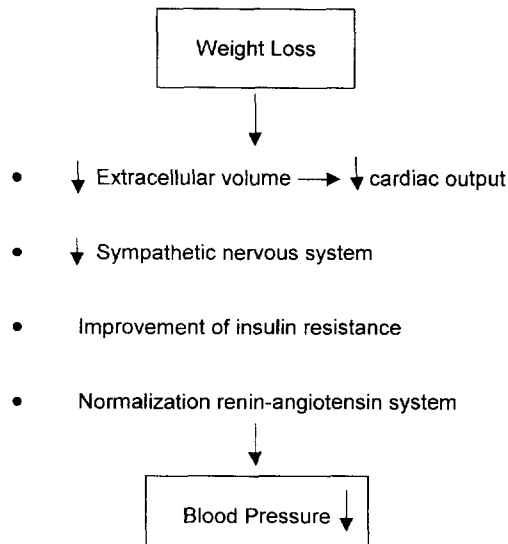 Weight Loss
• ↓ Extracellular volume → ↓ cardiac output
• ↓ Sympathetic nervous system
• Improvement of insulin resistance
• Normalization renin-angiotensin system
Blood Pressure ↓